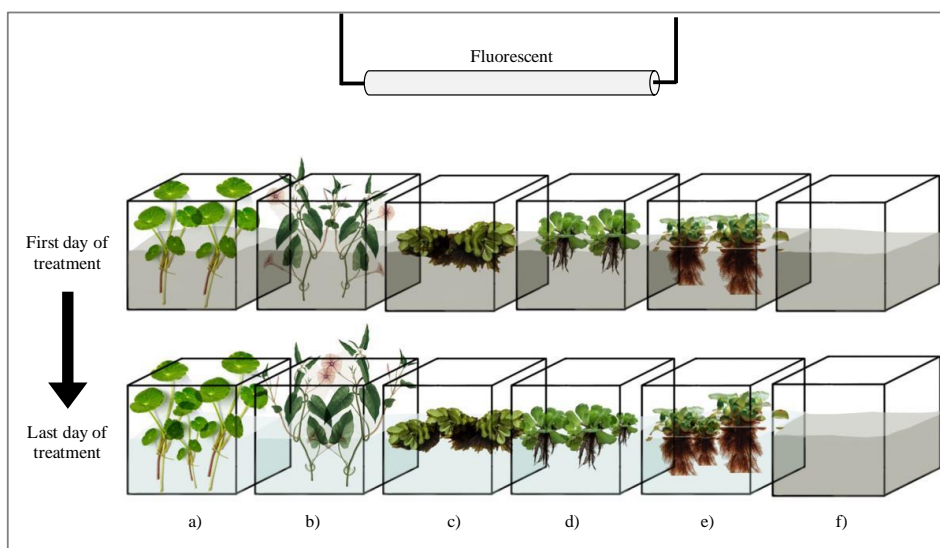 Fluorescent
First day of
treatment
Last day of
treatment
a) b) c) d) e) f)